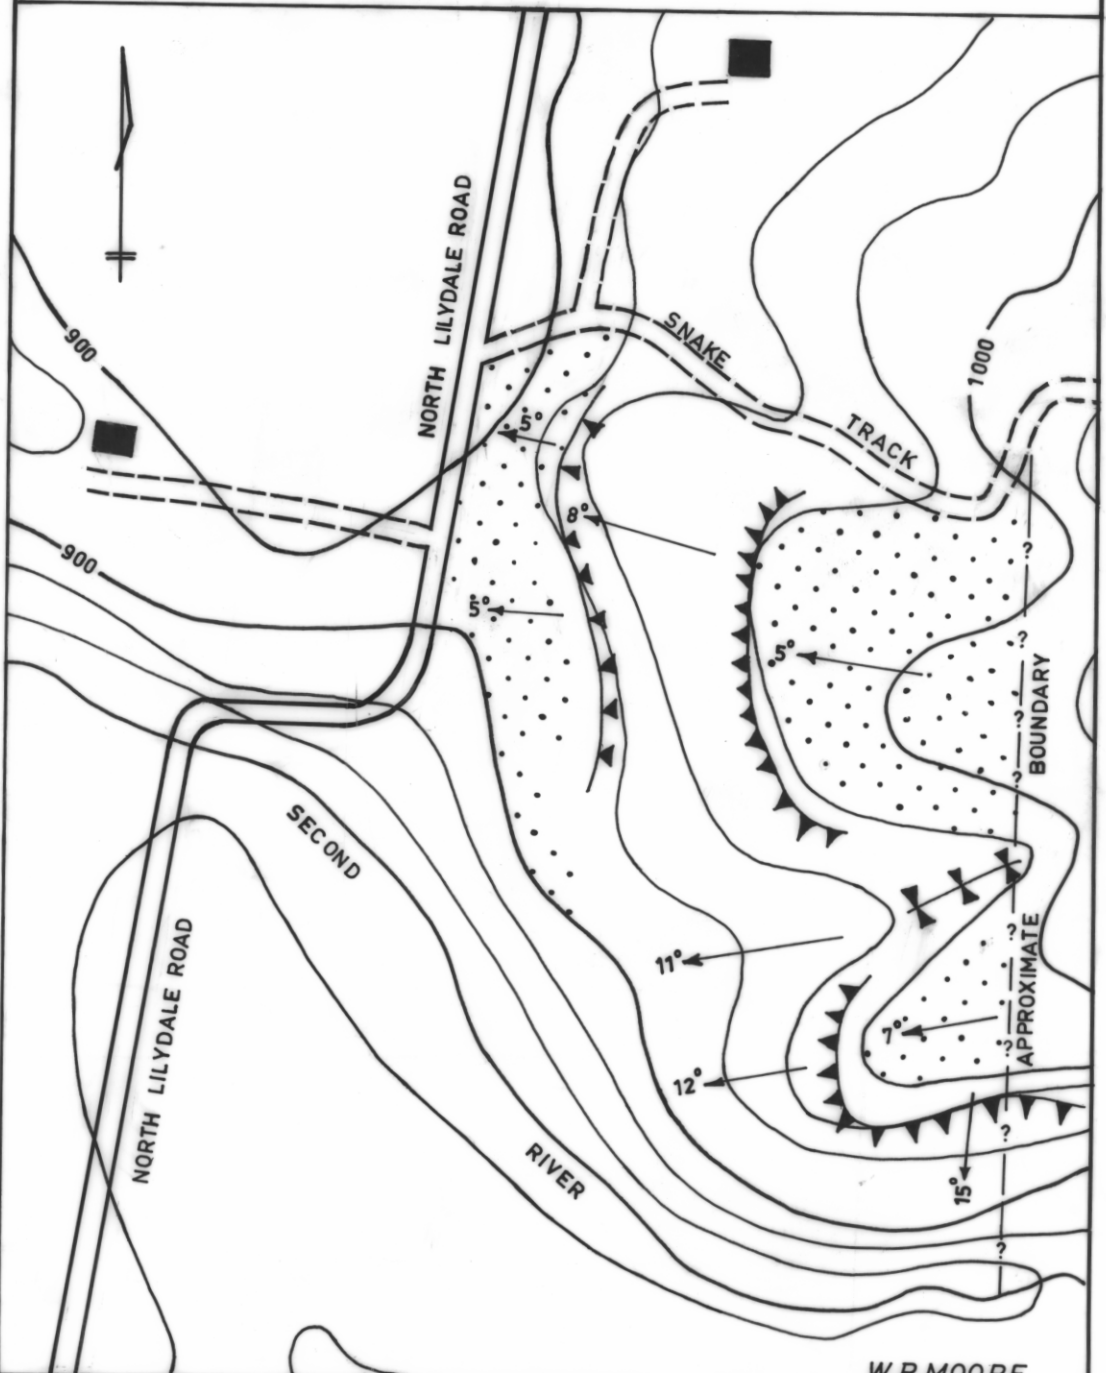 NORTH LILYDALE ROAD
SNAKE
TRACK
1000
900
5°
8°
900
5°
5°
?
?
?
?
BOUNDARY
SECOND
11°
?
APPROXIMATE
7°
?
12°
NORTH LILYDALE ROAD
?
RIVER
15°
?
W.R.MOORE